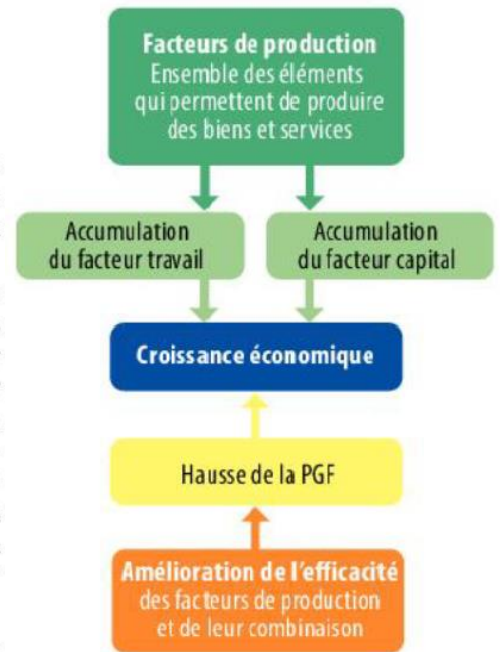 Facteurs de production
Ensemble des éléments
qui permettent de produire
des biens et services
Accumulation
du facteur travail
Accumulation
du facteur capital
Croissance économique
Hausse de la PGF
Amélioration de l'efficacité
des facteurs de production
et de leur combinaison